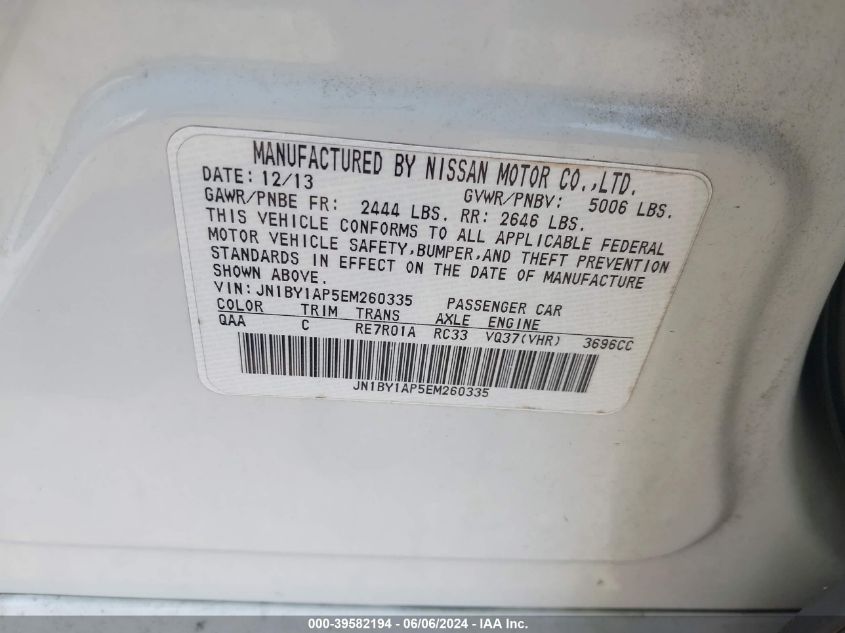 MANUFACTURED BY NISSAN MOTOR CO.,LTD.
DATE: 12/13 GVWR/PNBV: 5006 LBS.
GAWR/PNBE FR: 2444 LBS. RR: 2646 LBS.
THIS VEHICLE CONFORMS TO ALL APPLICABLE FEDERAL
MOTOR VEHICLE SAFETY,BUMPER,AND THEFT PREVENTION
STANDARDS IN EFFECT ON THE DATE OF MANUFACTURE
SHOWN ABOVE.
VIN: JN1BY1AP5EM260335 PASSENGER CAR
COLOR TRIM TRANS AXLE ENGINE
QAA C RE7R01A RC33 VQ37(VHR) 3696CC
JN1BY1AP5EM260335
000-39582194 - 06/06/2024 - IAA Inc.